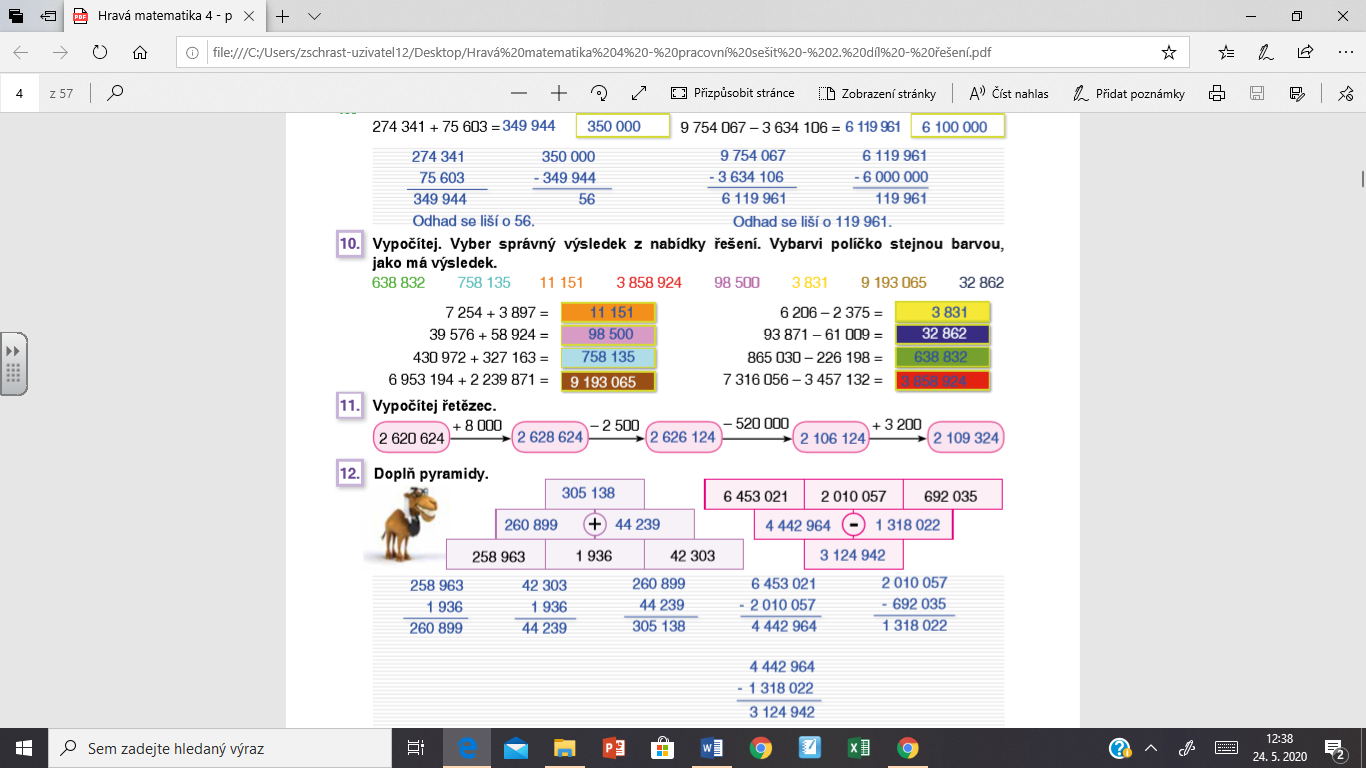 Hravá matematika 4 - p
file:///C:/Users/zschrast-uzivatel12/Desktop/Hravá%20matematika%204%20-%20pracovní%20sešit%20-%202.%20díl%20-%20řešení.pdf
4 z 57 Přizpůsobit stránce Zobrazení stránky Číst nahlas Přidat poznámky
274 341 + 75 603 = 349 944 350 000 9 754 067 – 3 634 106 = 6 119 961 6 100 000
274 341 350 000 9 754 067 6 119 961
75 603 - 349 944 - 3 634 106 - 6 000 000
349 944 56 6 119 961 119 961
Odhad se liší o 56. Odhad se liší o 119 961.
10. Vypočítej. Vyber správný výsledek z nabídky řešení. Vybarvi políčko stejnou barvou,
jako má výsledek.
638 832 758 135 11 151 3 858 924 98 500 3 831 9 193 065 32 862
7 254 + 3 897 = 11 151 6 206 – 2 375 = 3 831
39 576 + 58 924 = 98 500 93 871 – 61 009 = 32 862
430 972 + 327 163 = 758 135 865 030 – 226 198 = 638 832
6 953 194 + 2 239 871 = 9 193 065 7 316 056 – 3 457 132 = 3 858 924
11. Vypočítej řetězec.
+ 8 000 – 2 500 – 520 000 + 3 200
2 620 624 2 628 624 2 626 124 2 106 124 2 109 324
12. Doplň pyramidy.
305 138 6 453 021 2 010 057 692 035
260 899 + 44 239 4 442 964 - 1 318 022
258 963 1 936 42 303 3 124 942
258 963 42 303 260 899 6 453 021 2 010 057
1 936 1 936 44 239 - 2 010 057 - 692 035
260 899 44 239 305 138 4 442 964 1 318 022
4 442 964
- 1 318 022
3 124 942
Sem zadejte hledaný výraz
12:38
24. 5. 2020
2